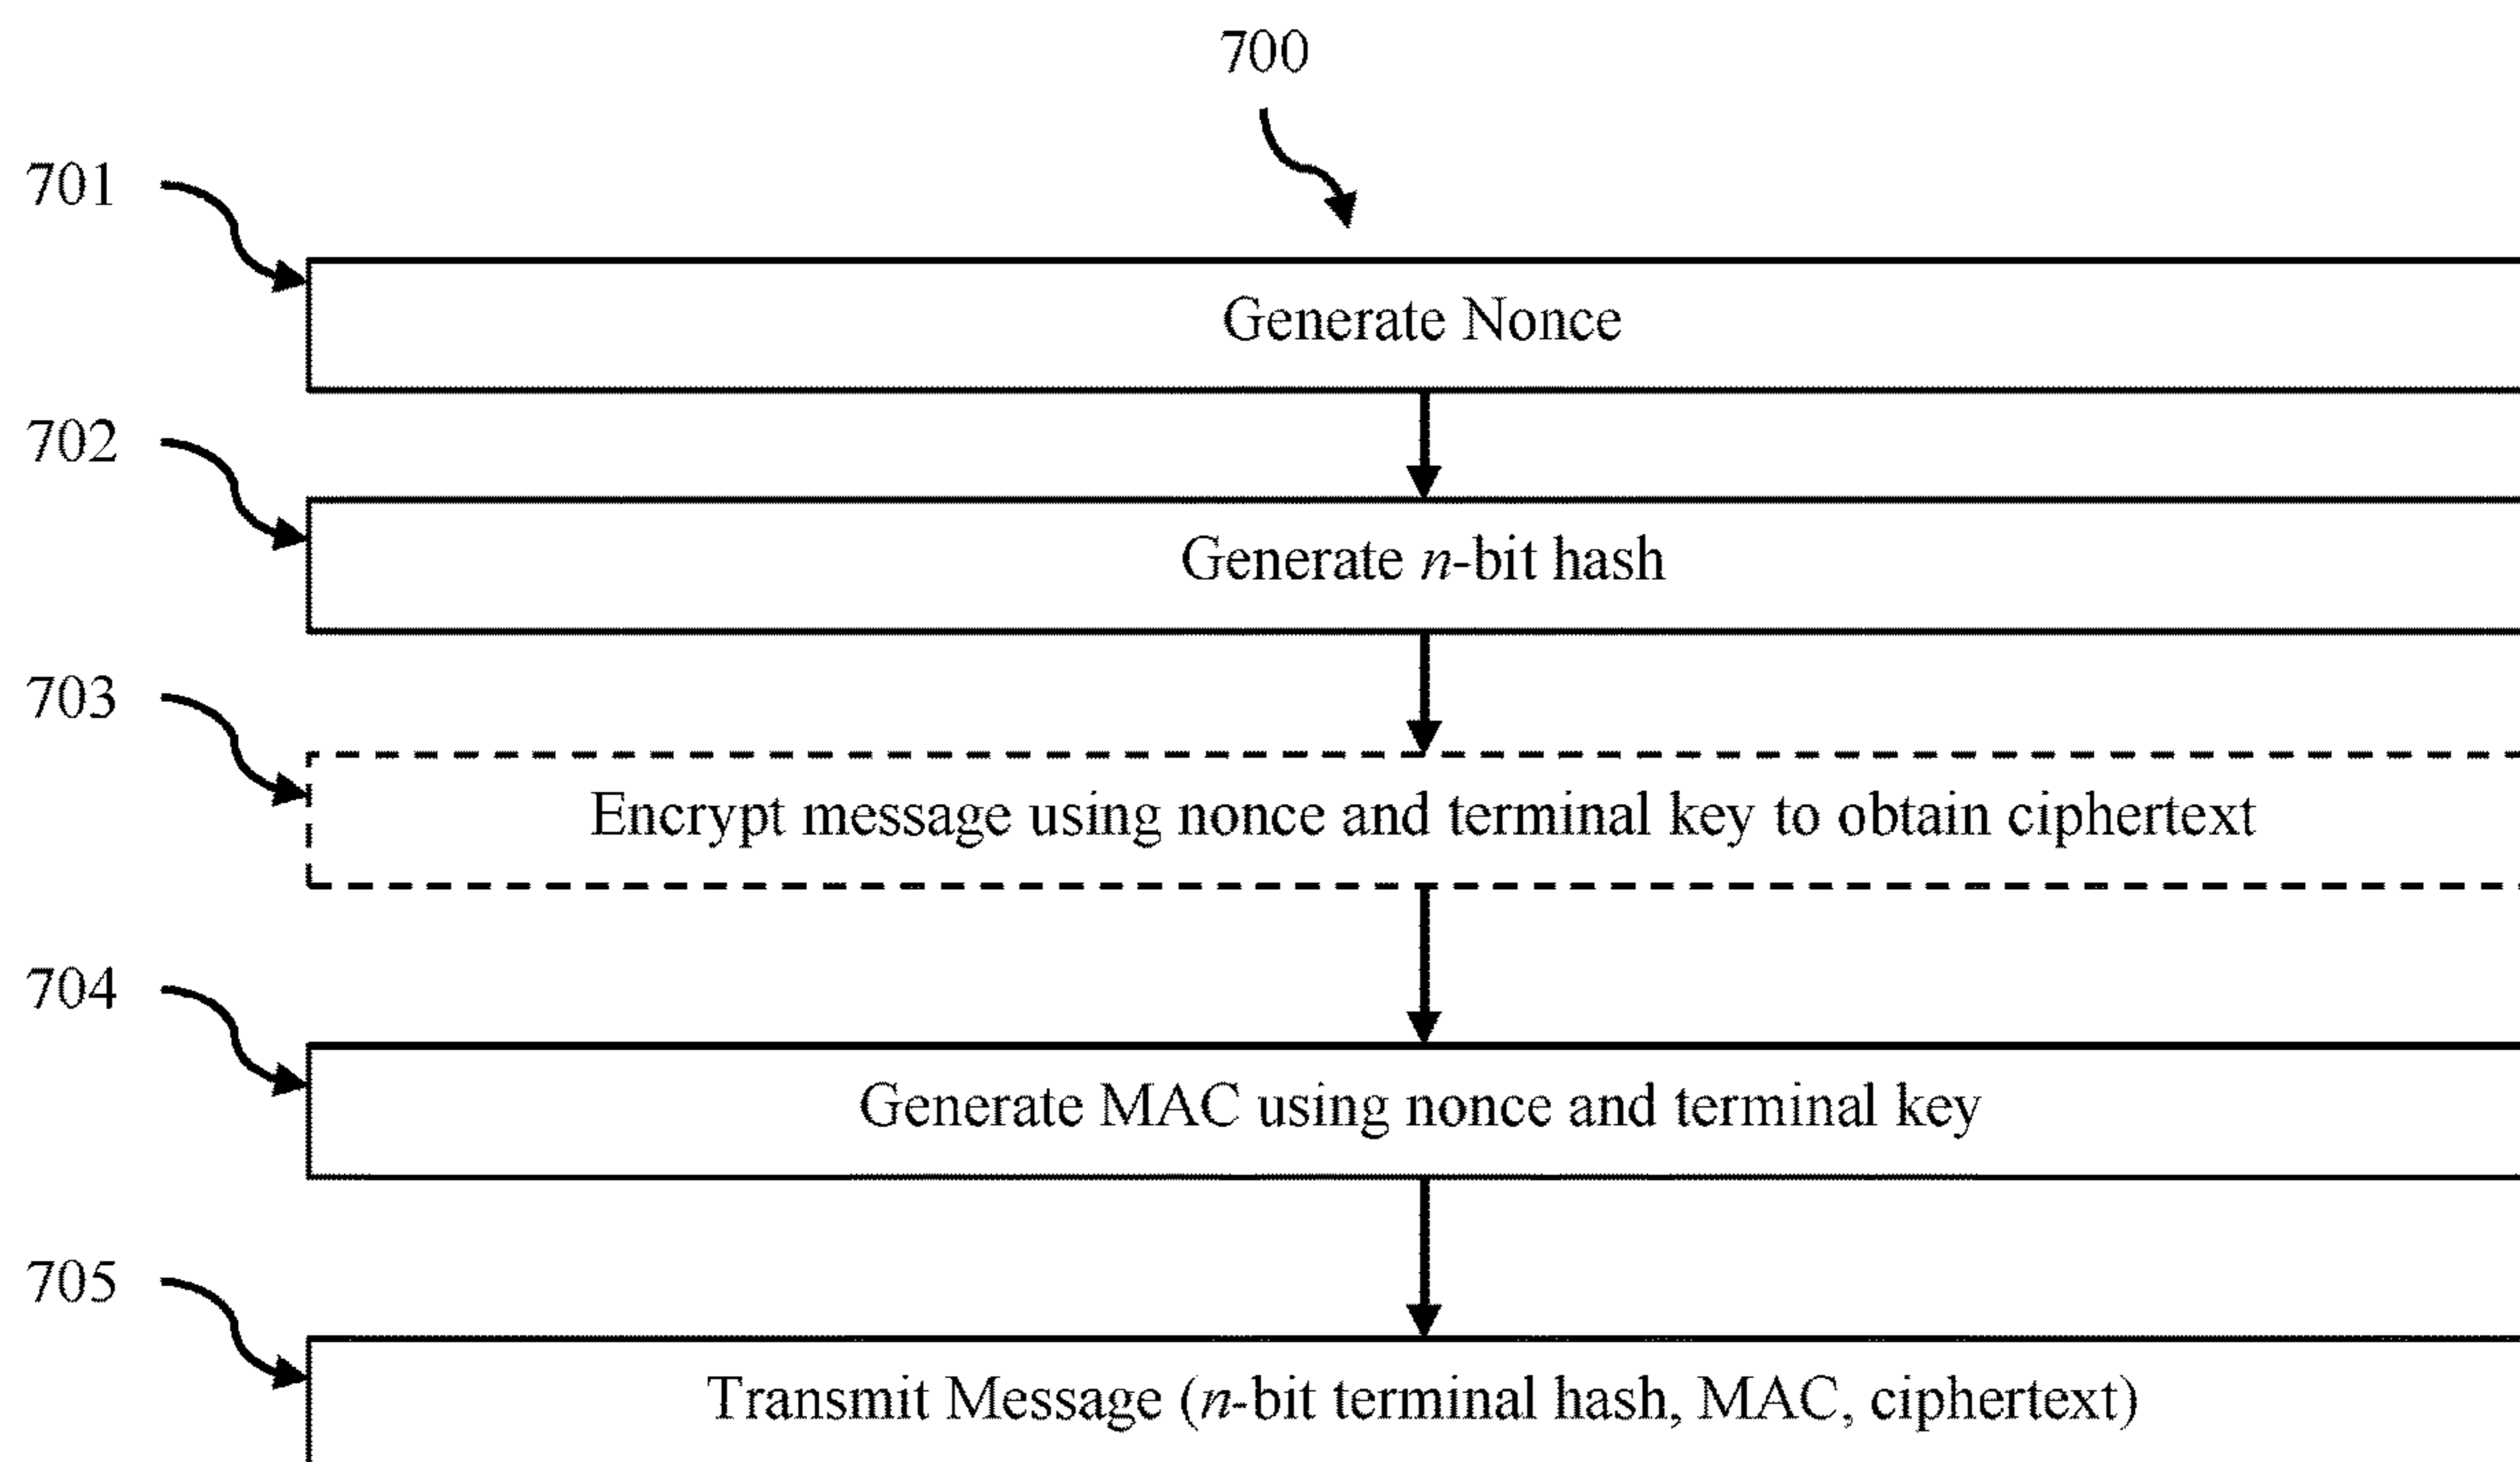 700
701
Generate Nonce
702
Generate n-bit hash
703
Encrypt message using nonce and terminal key to obtain ciphertext
704
Generate MAC using nonce and terminal key
705
Transmit Message (n-bit terminal hash, MAC, ciphertext)